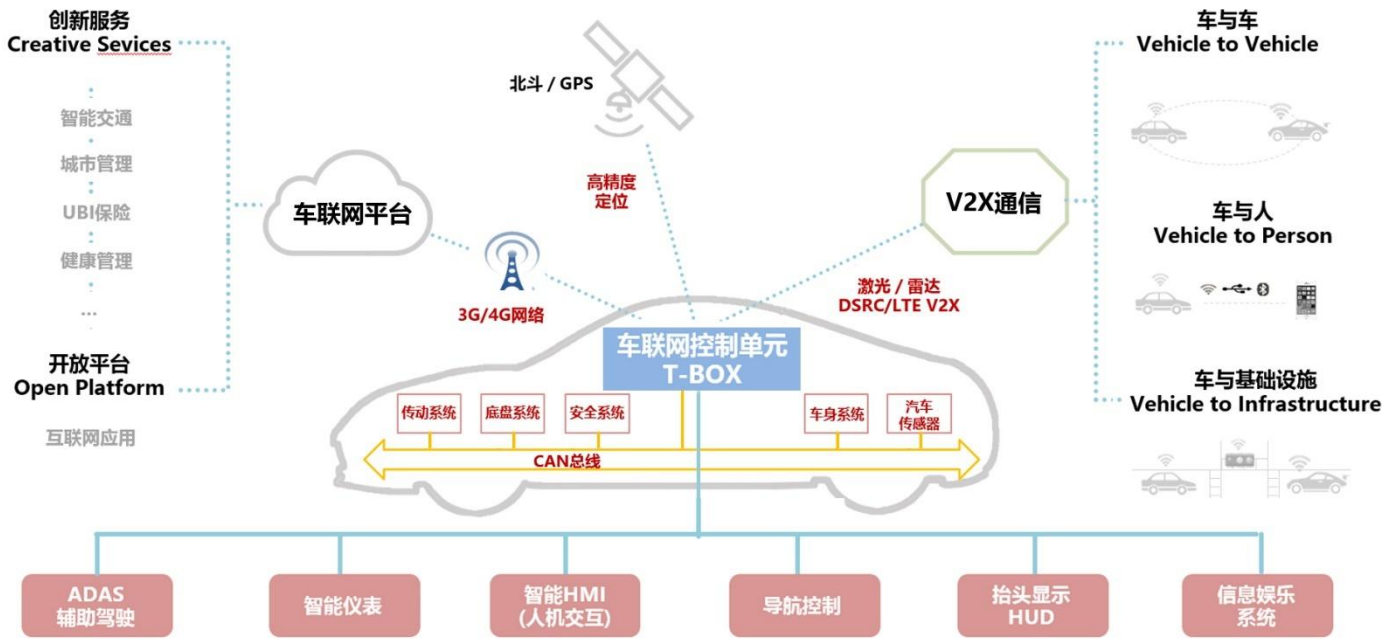 创新服务
Creative Sevices
智能交通
城市管理
UBI保险
健康管理
...
开放平台
Open Platform
互联网应用
车联网平台
3G/4G网络
北斗 / GPS
高精度
定位
V2X通信
激光 / 雷达
DSRC/LTE V2X
车与车
Vehicle to Vehicle
车与人
Vehicle to Person
车与基础设施
Vehicle to Infrastructure
车联网控制单元
T-BOX
传动系统
底盘系统
安全系统
车身系统
汽车
传感器
CAN总线
ADAS
辅助驾驶
智能仪表
智能HMI
(人机交互)
导航控制
抬头显示
HUD
信息娱乐
系统